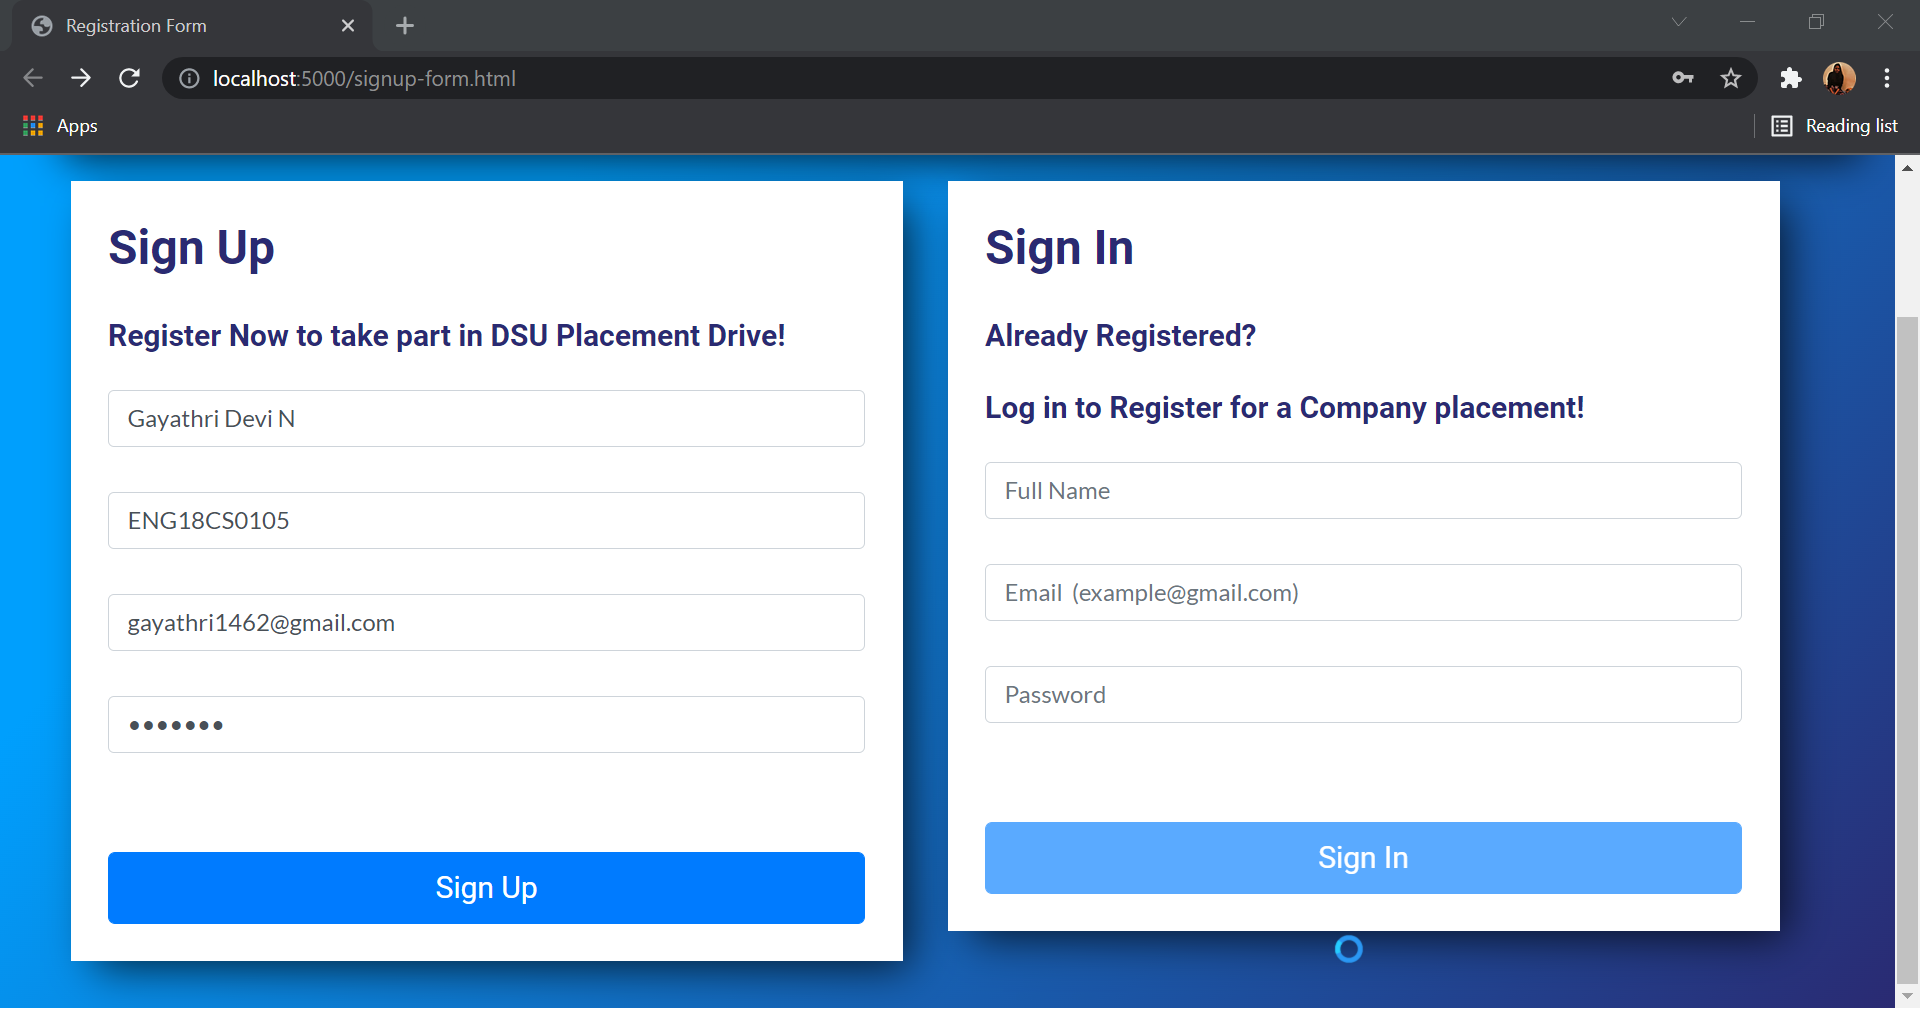 Registration Form
localhost:5000/signup-form.html
Apps
Reading list
Sign Up
Register Now to take part in DSU Placement Drive!
Gayathri Devi N
ENG18CS0105
gayathri1462@gmail.com
•••••••
Sign Up
Sign In
Already Registered?
Log in to Register for a Company placement!
Full Name
Email (example@gmail.com)
Password
Sign In